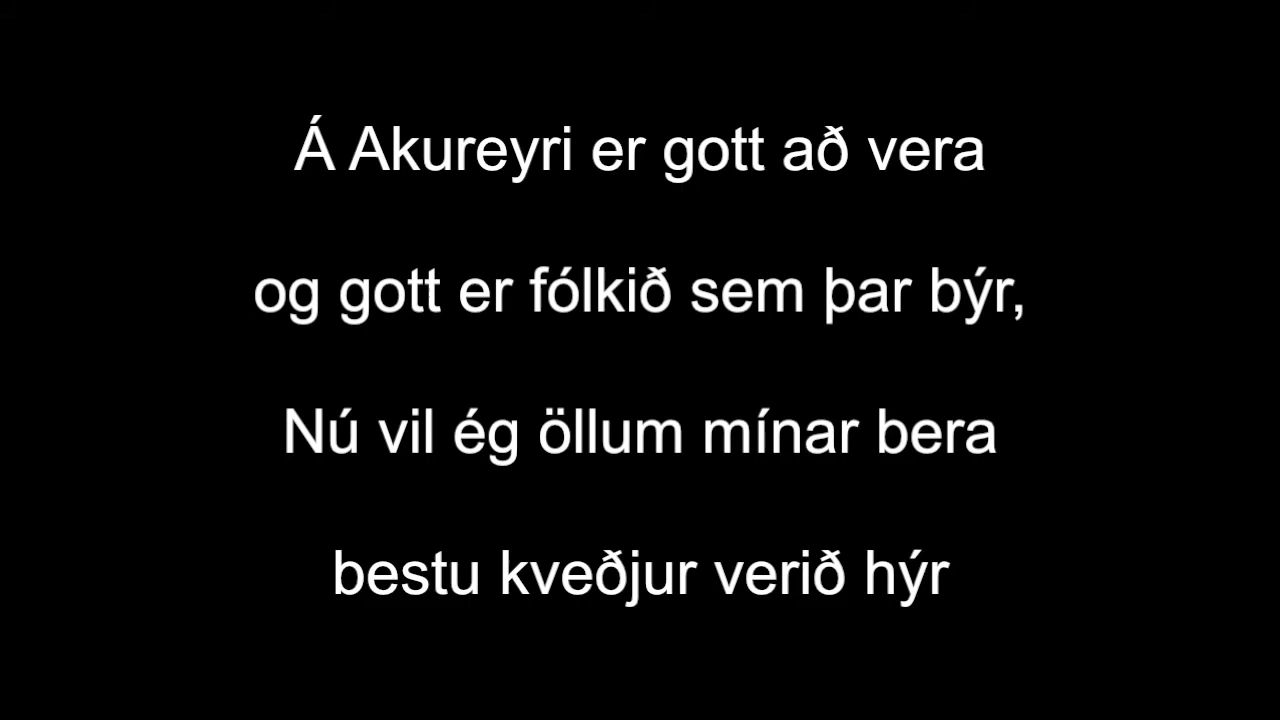 Á Akureyri er gott að vera
og gott er fólkið sem þar býr,
Nú vil ég öllum mínar bera
bestu kveðjur verið hýr